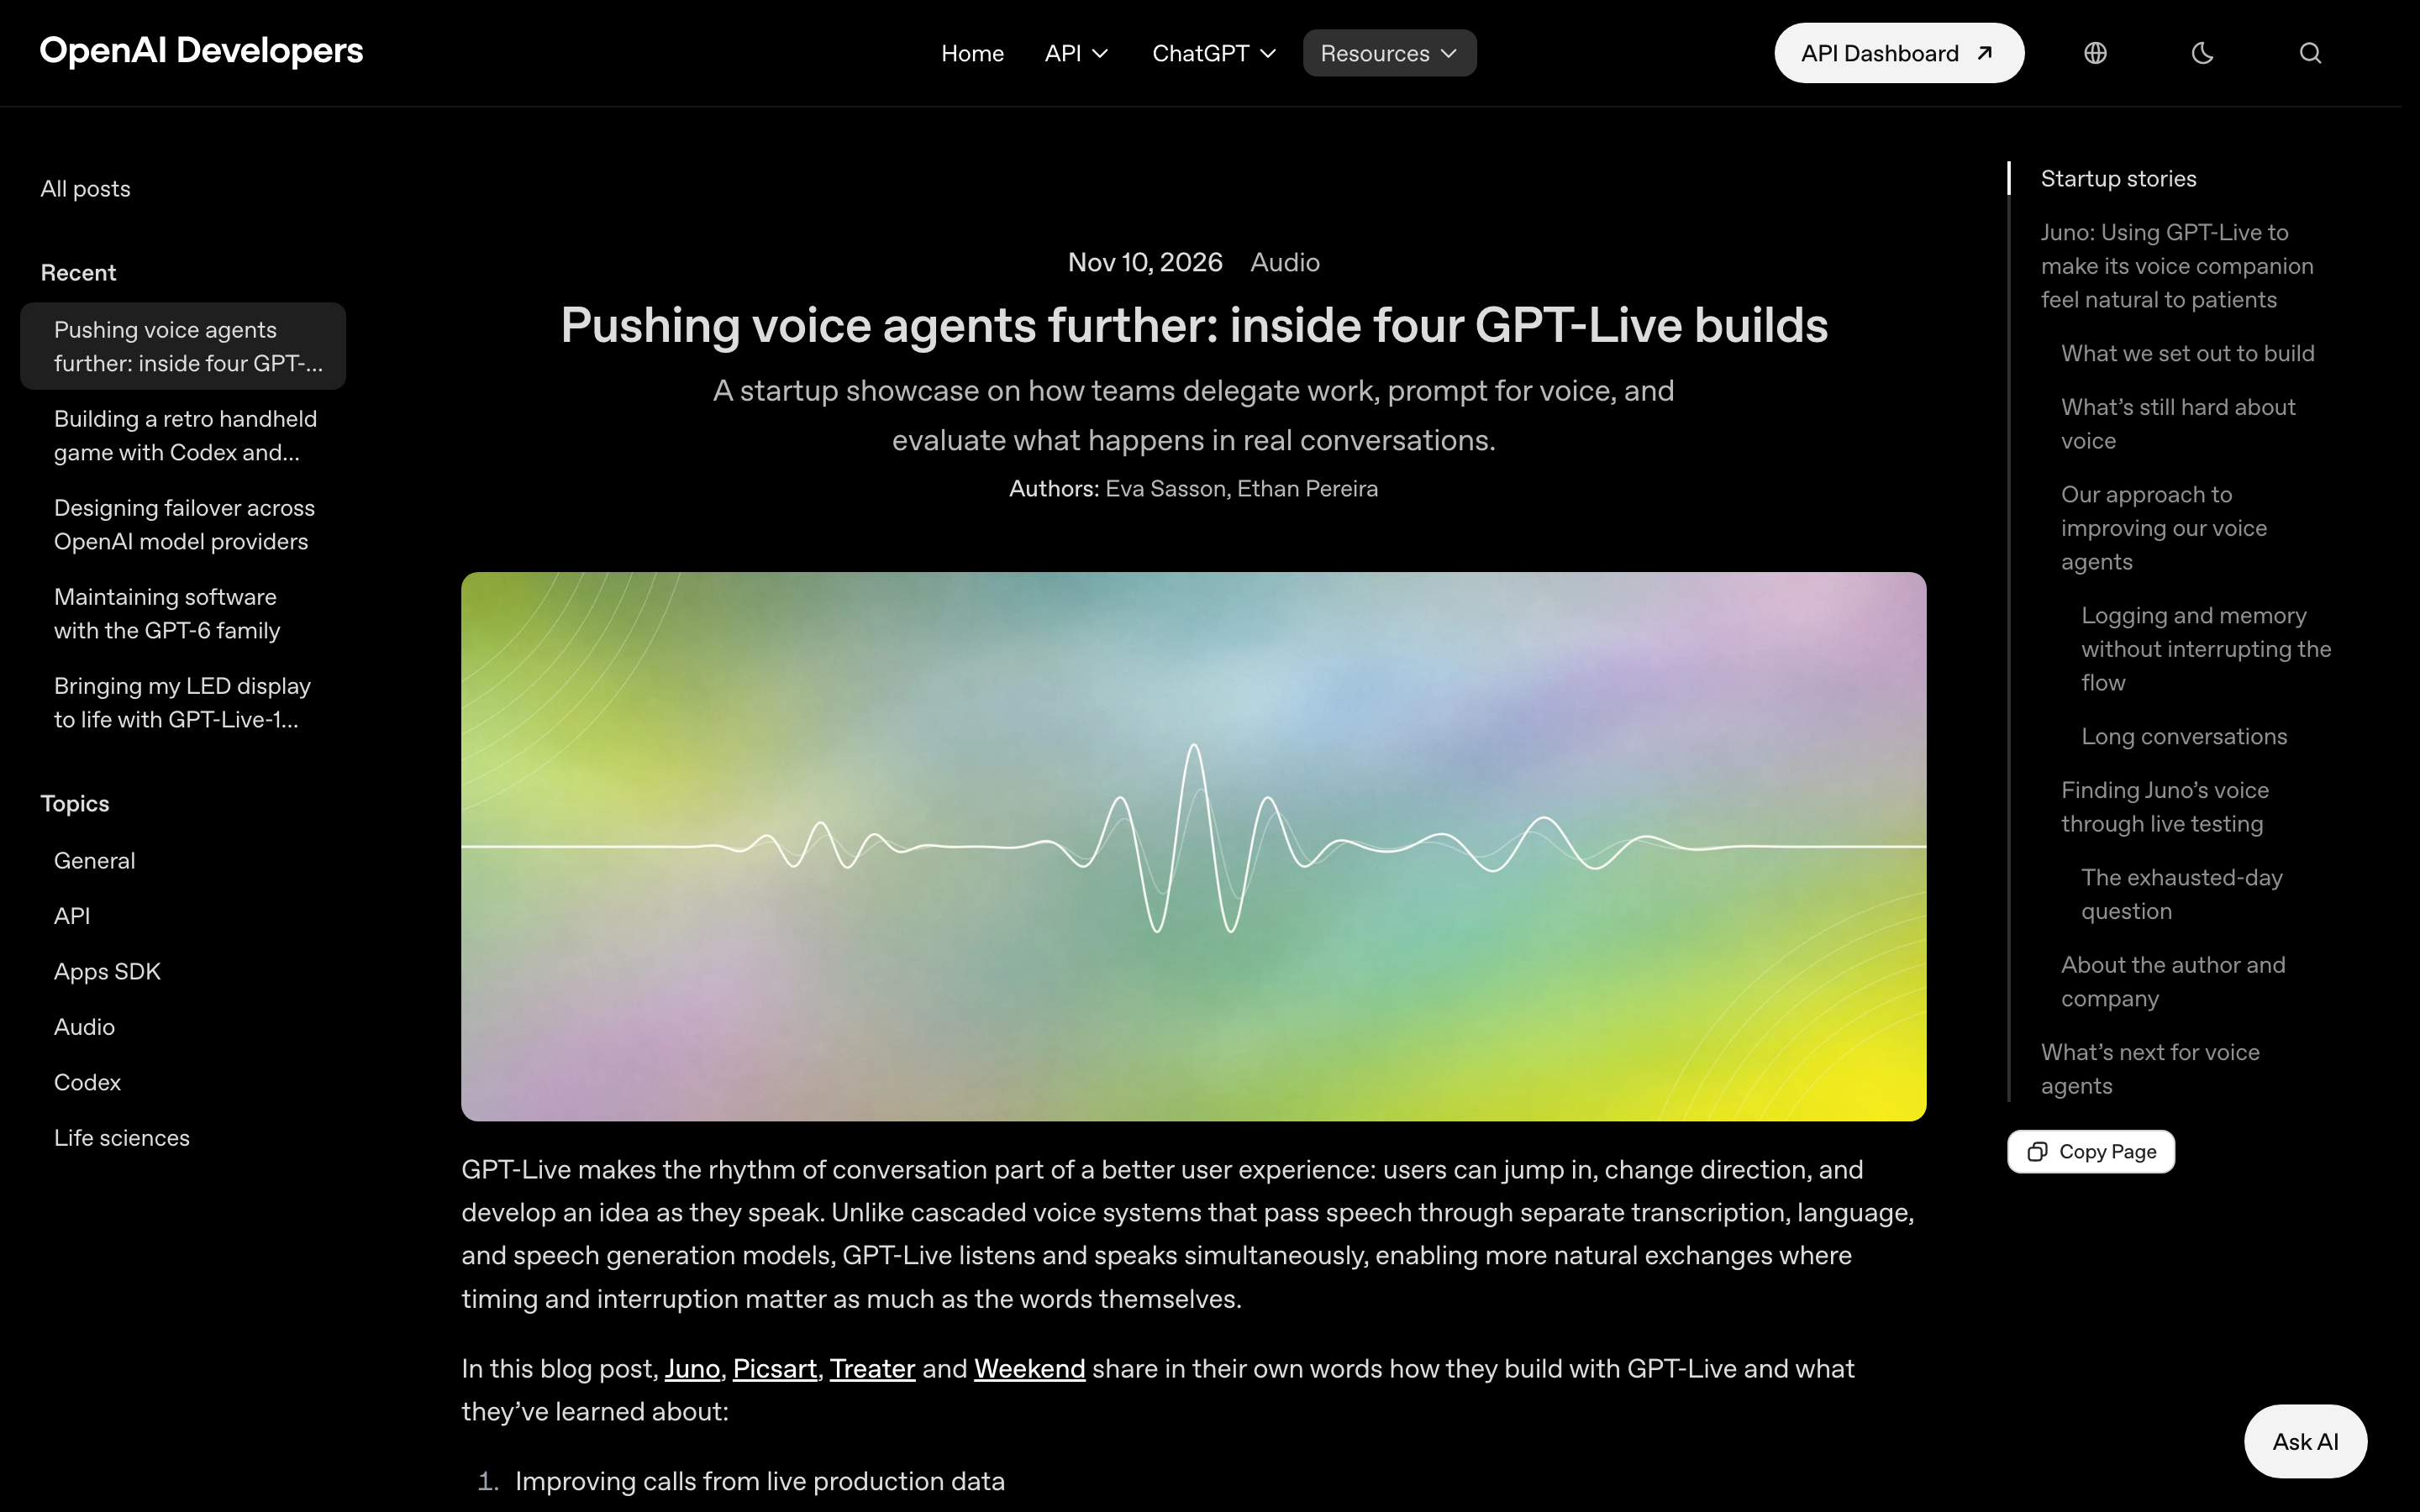 OpenAI Developers
Home
API
ChatGPT
Resources
API Dashboard
All posts
Recent
Pushing voice agents
further: inside four GPT-...
Building a retro handheld
game with Codex and...
Designing failover across
OpenAI model providers
Maintaining software
with the GPT-6 family
Bringing my LED display
to life with GPT-Live-1...
Topics
General
API
Apps SDK
Audio
Codex
Life sciences
Nov 10, 2026 Audio
Pushing voice agents further: inside four GPT-Live builds
A startup showcase on how teams delegate work, prompt for voice, and
evaluate what happens in real conversations.
Authors: Eva Sasson, Ethan Pereira
GPT-Live makes the rhythm of conversation part of a better user experience: users can jump in, change direction, and
develop an idea as they speak. Unlike cascaded voice systems that pass speech through separate transcription, language,
and speech generation models, GPT-Live listens and speaks simultaneously, enabling more natural exchanges where
timing and interruption matter as much as the words themselves.
In this blog post, Juno, Picsart, Treater and Weekend share in their own words how they build with GPT-Live and what
they’ve learned about:
1. Improving calls from live production data
Startup stories
Juno: Using GPT-Live to
make its voice companion
feel natural to patients
What we set out to build
What’s still hard about
voice
Our approach to
improving our voice
agents
Logging and memory
without interrupting the
flow
Long conversations
Finding Juno’s voice
through live testing
The exhausted-day
question
About the author and
company
What’s next for voice
agents
Copy Page
Ask AI